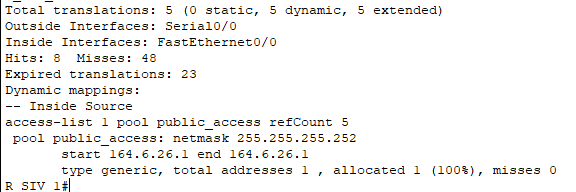 Total translations: 5 (0 static, 5 dynamic, 5 extended)
Outside Interfaces: Serial0/0
Inside Interfaces: FastEthernet0/0
Hits: 8  Misses: 48
Expired translations: 23
Dynamic mappings:
-- Inside Source
access-list 1 pool public_access refCount 5
 pool public_access: netmask 255.255.255.252
       start 164.6.26.1 end 164.6.26.1
       type generic, total addresses 1 , allocated 1 (100%), misses 0
R SIV 1#